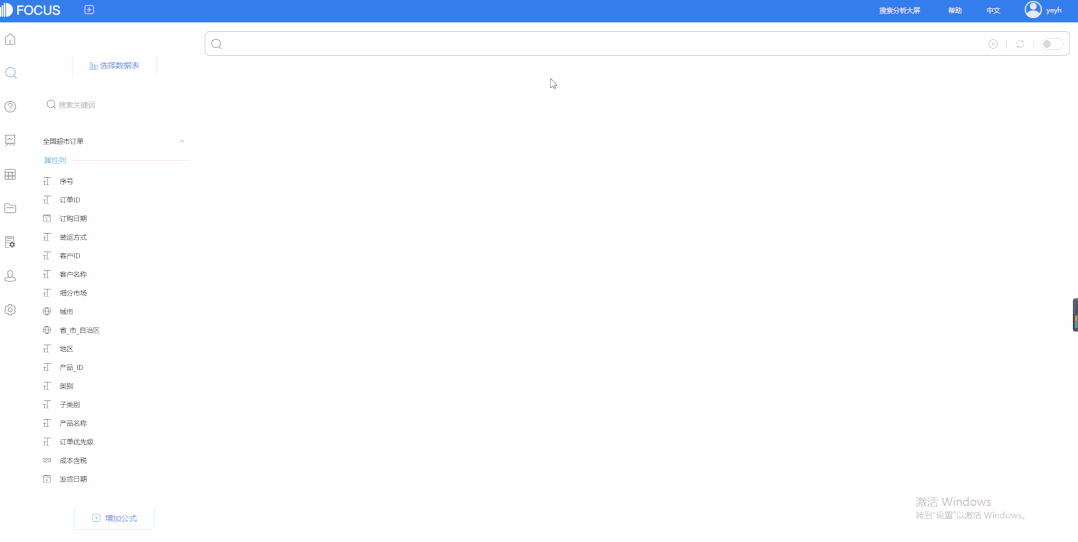 FOCUS
搜索分析大屏
帮助
中文
yeyh
选择数据表
搜索关键词
全国超市订单
属性列
序号
订单ID
订购日期
装运方式
客户ID
客户名称
细分市场
城市
省_市_自治区
地区
产品_ID
类别
子类别
产品名称
订单优先级
成本含税
发货日期
增加公式
激活 Windows
转到"设置"以激活 Windows。